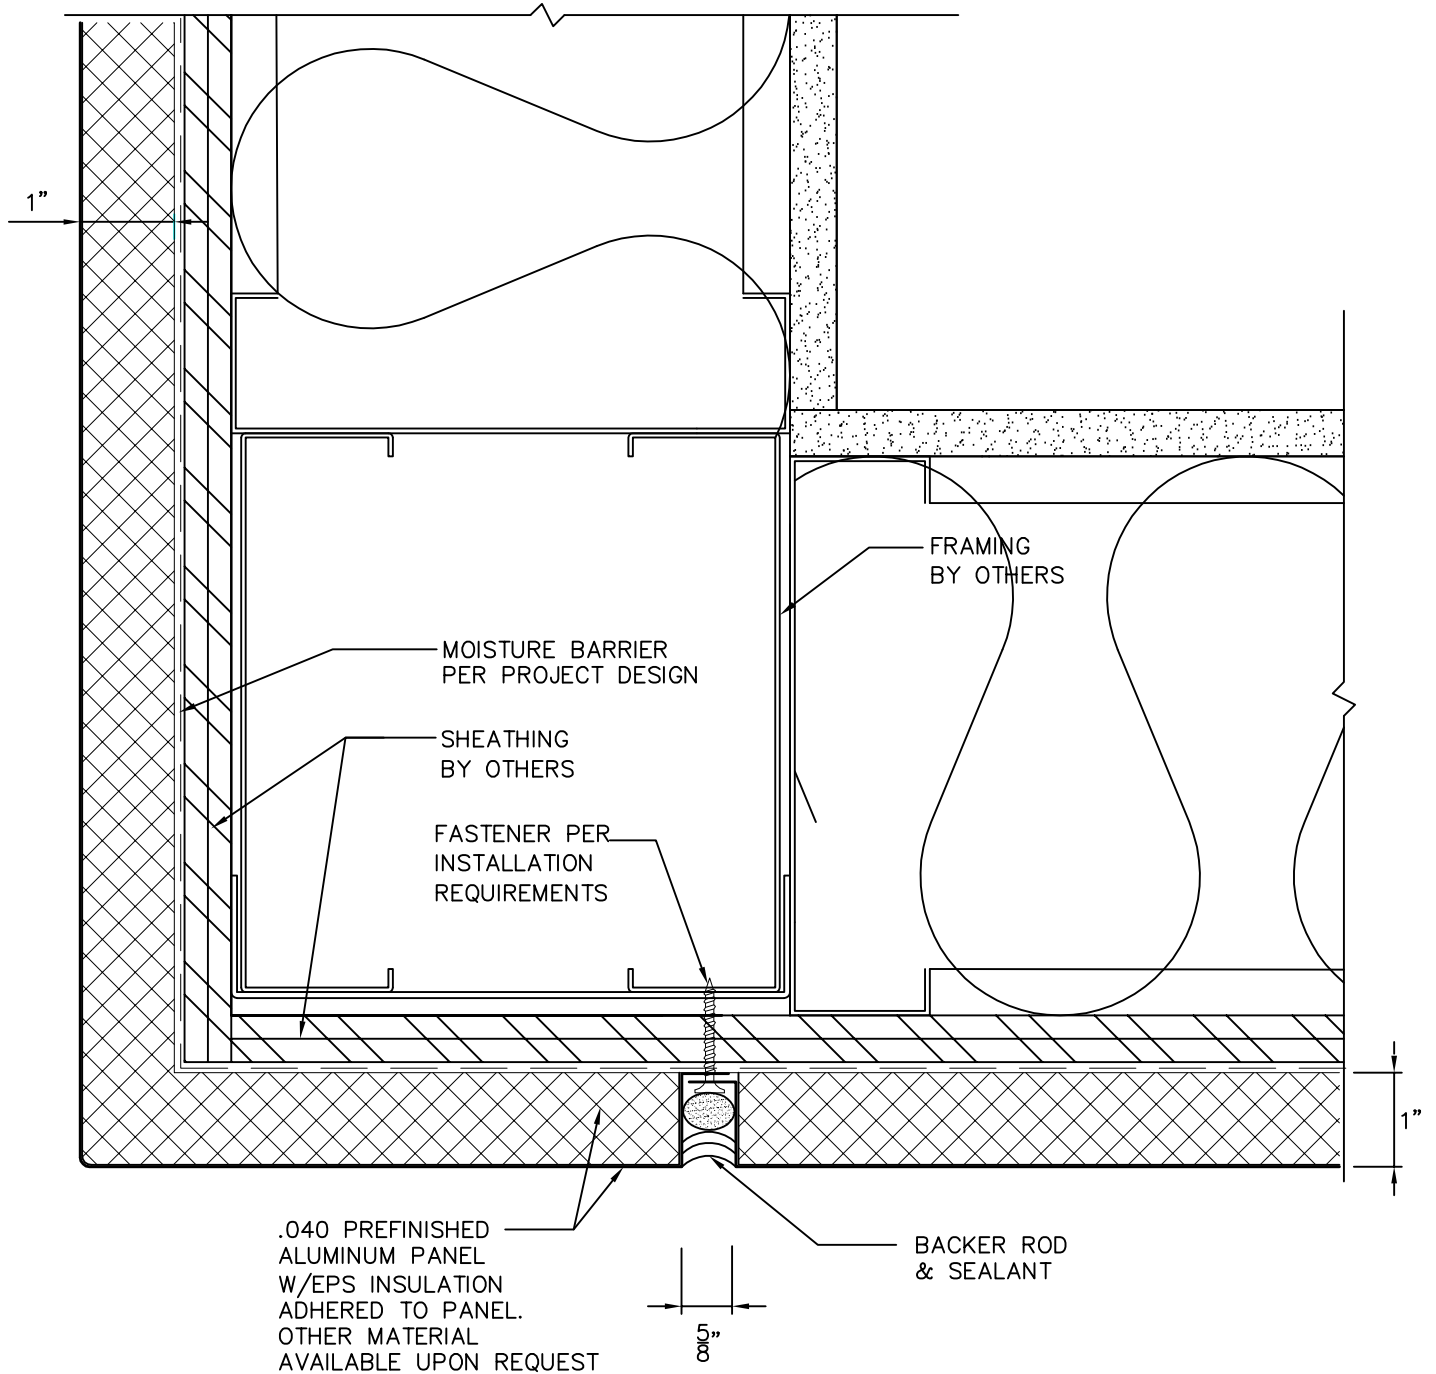 1"
FRAMING
BY OTHERS
MOISTURE BARRIER
PER PROJECT DESIGN
SHEATHING
BY OTHERS
FASTENER PER
INSTALLATION
REQUIREMENTS
1"
.040 PREFINISHED
ALUMINUM PANEL
W/EPS INSULATION
ADHERED TO PANEL.
OTHER MATERIAL
AVAILABLE UPON REQUEST
BACKER ROD
& SEALANT
5/8"